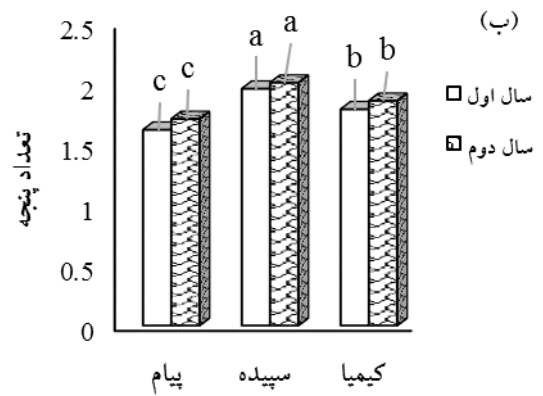 (ب)
تعداد پنجه
2.5
2
1.5
1
0.5
0
c c a a b b
پیام سپیده کیمیا
سال اول
سال دوم